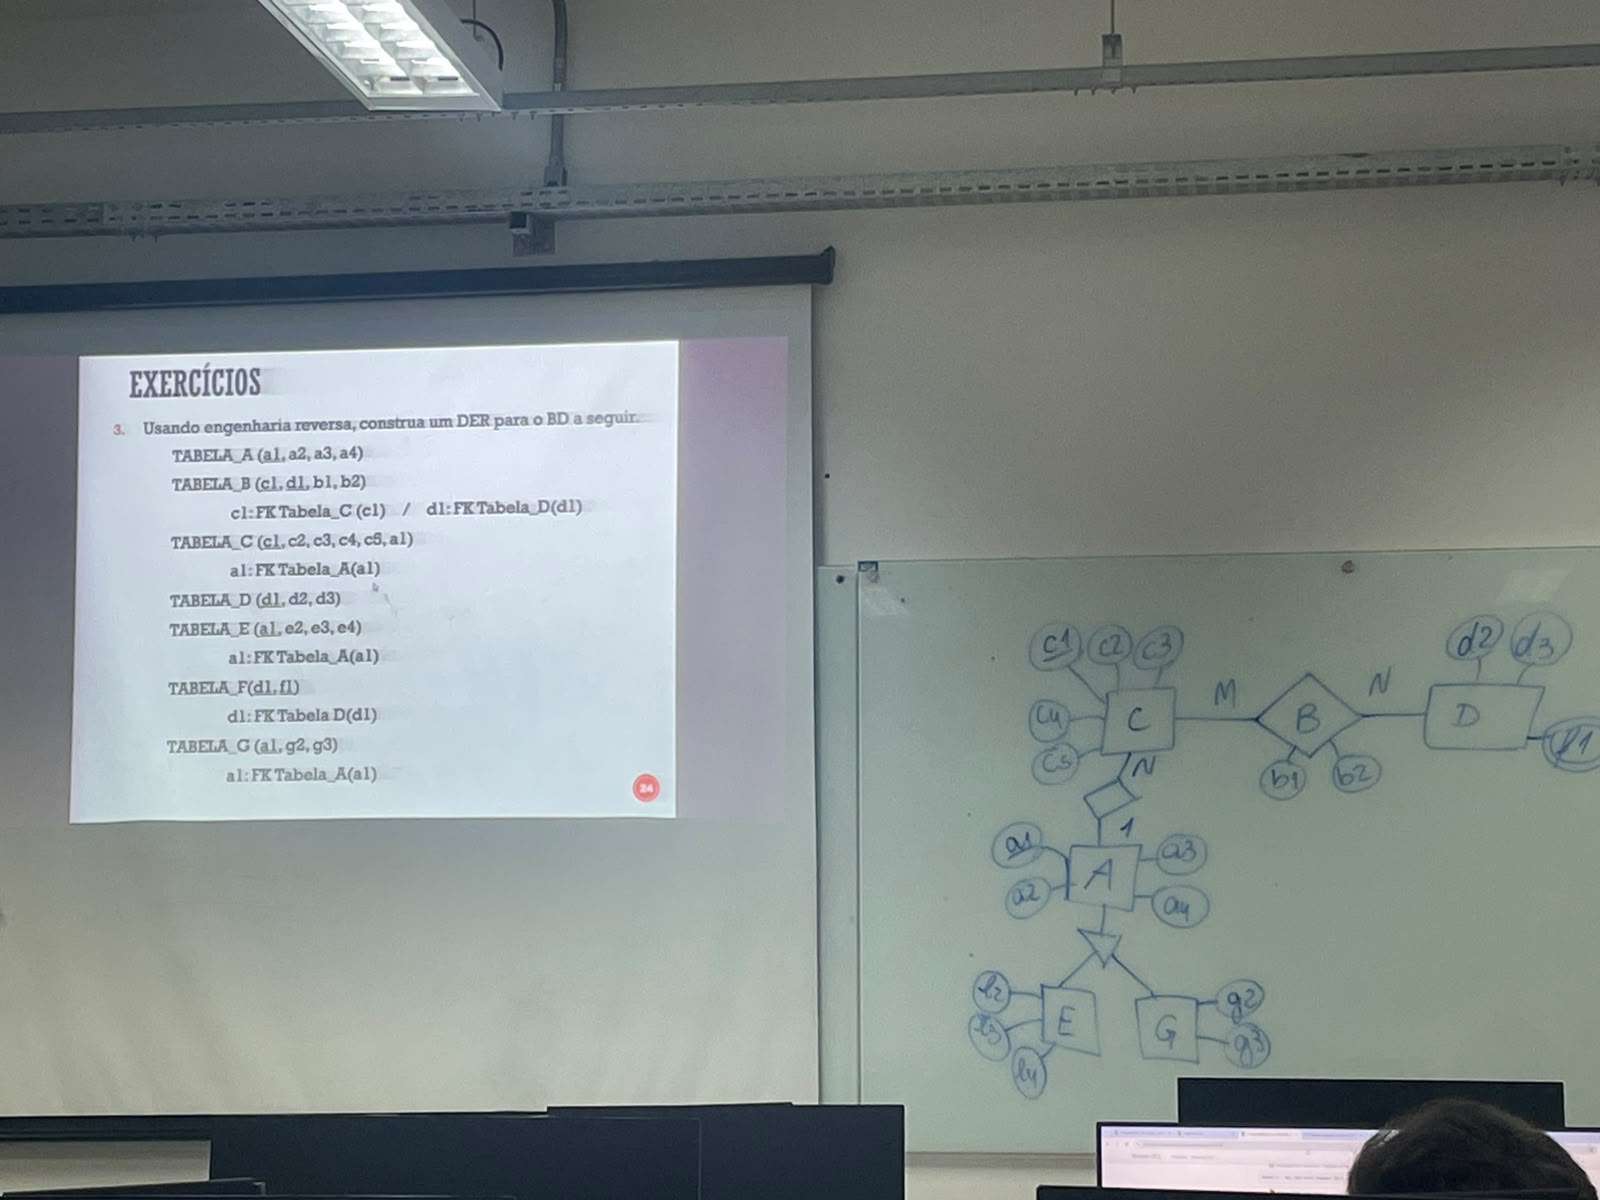 EXERCÍCIOS
3. Usando engenharia reversa, construa um DER para o BD a seguir.
TABELA_A (a1, a2, a3, a4)
TABELA_B (c1, d1, b1, b2)
c1: FK Tabela_C (c1) / d1: FK Tabela_D(d1)
TABELA_C (c1, c2, c3, c4, c5, a1)
a1: FK Tabela_A(a1)
TABELA_D (d1, d2, d3)
TABELA_E (a1, e2, e3, e4)
a1: FK Tabela_A(a1)
TABELA_F(d1, f1)
d1: FK Tabela D(d1)
TABELA_G (a1, g2, g3)
a1: FK Tabela_A(a1)
24
c1 c2 c3
d2 d3
c4 C M B N D
c5 b1 b2 f1
N
1
a1 A a3
a2 a4
e2 g2
e3 E G g3
e4